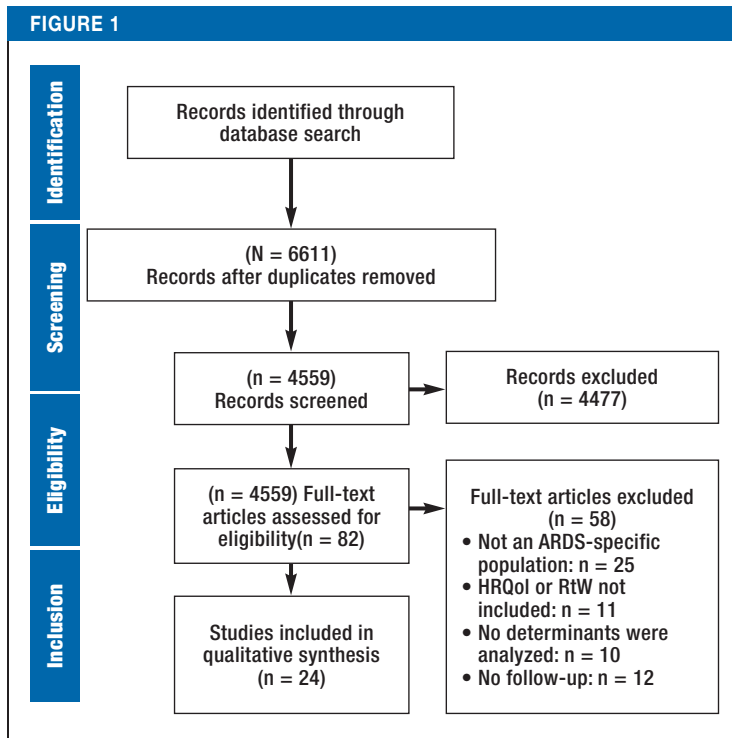 FIGURE 1
Identification
Records identified through
database search
Screening
(N = 6611)
Records after duplicates removed
(n = 4559)
Records screened
Records excluded
(n = 4477)
Eligibility
(n = 4559) Full-text
articles assessed for
eligibility(n = 82)
Full-text articles excluded
(n = 58)
• Not an ARDS-specific
population: n = 25
• HRQol or RtW not
included: n = 11
• No determinants were
analyzed: n = 10
• No follow-up: n = 12
Inclusion
Studies included in
qualitative synthesis
(n = 24)